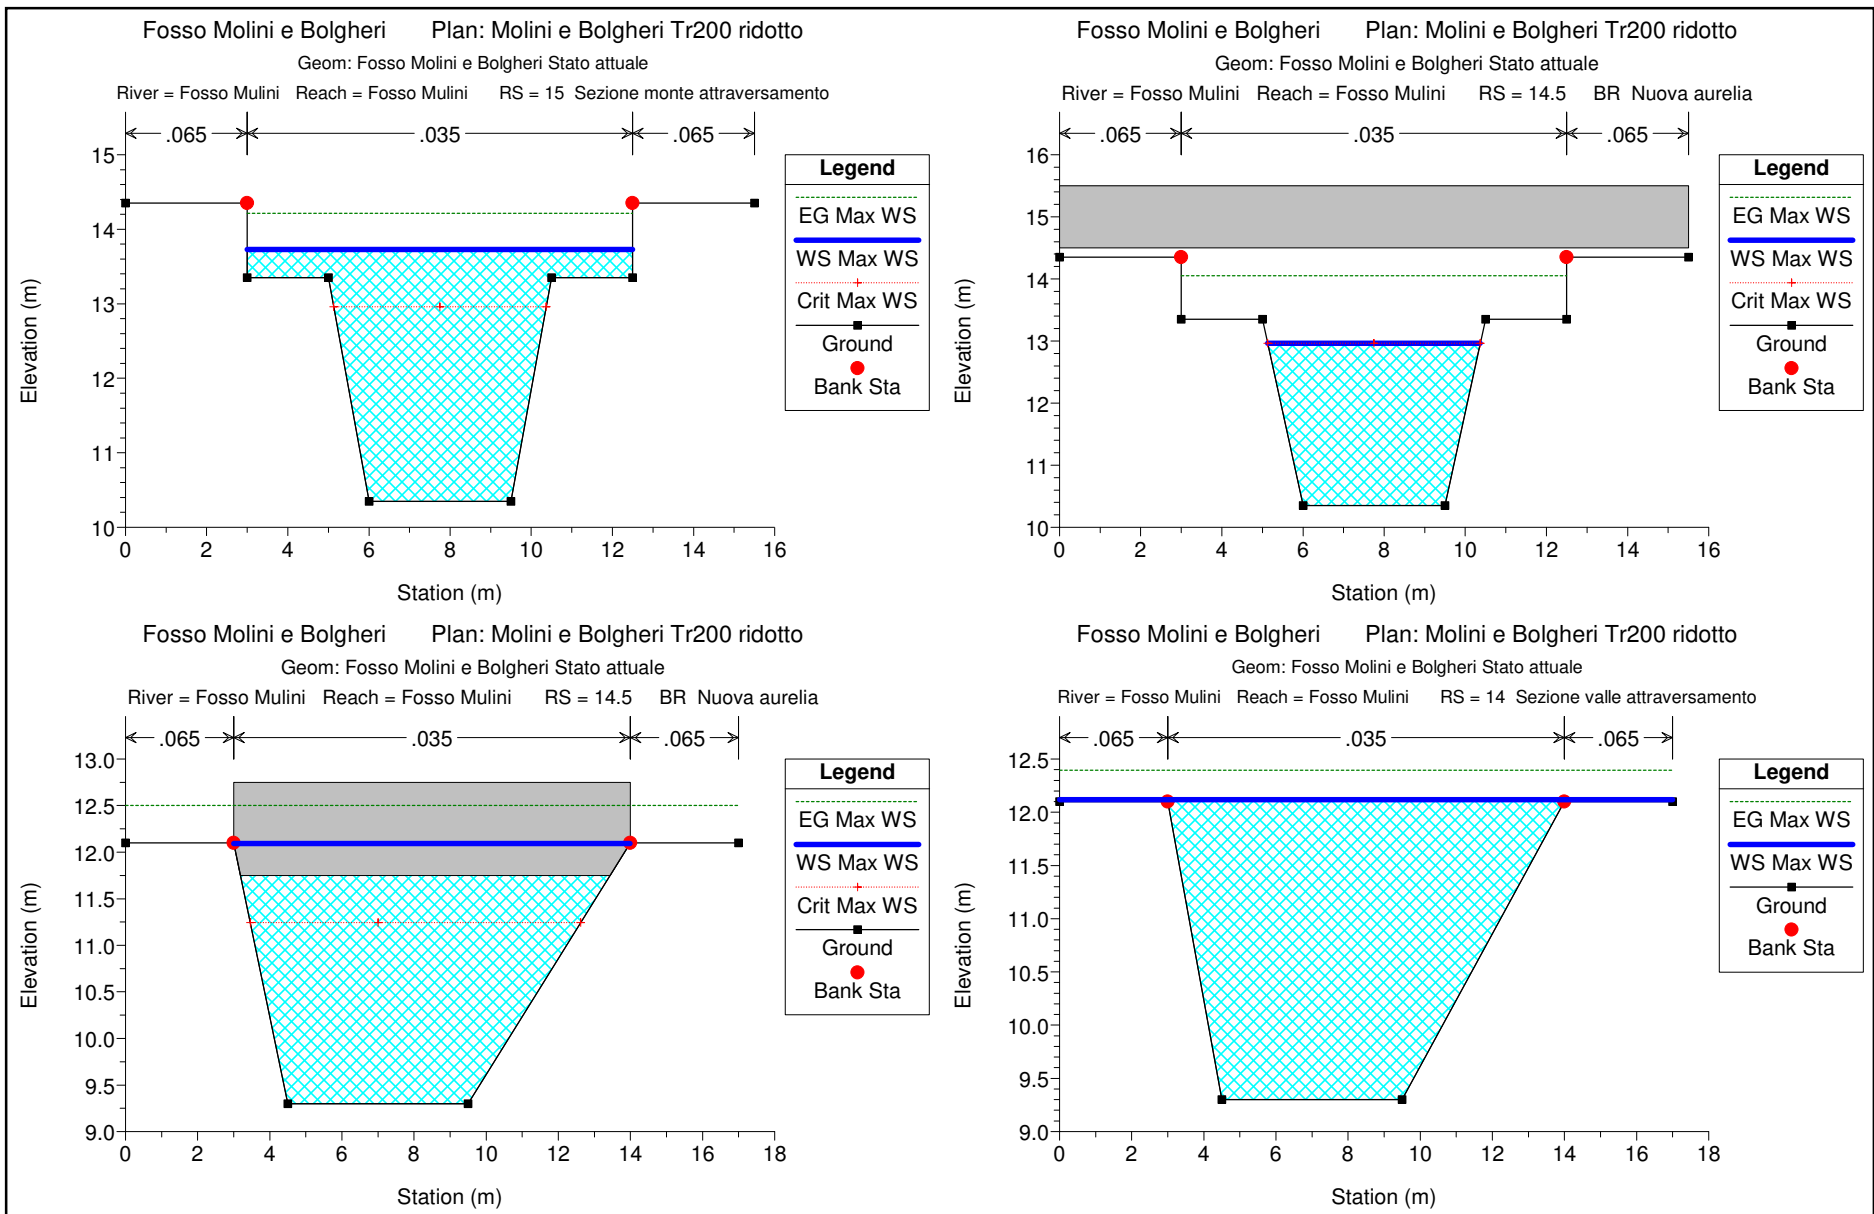 Fosso Molini e Bolgheri Plan: Molini e Bolgheri Tr200 ridotto
Geom: Fosso Molini e Bolgheri Stato attuale
River = Fosso Mulini Reach = Fosso Mulini RS = 15 Sezione monte attraversamento
.065 .035 .065
15
14
13
12
11
10
0 2 4 6 8 10 12 14 16
Elevation (m)
Station (m)
Legend
EG Max WS
WS Max WS
Crit Max WS
Ground
Bank Sta
Fosso Molini e Bolgheri Plan: Molini e Bolgheri Tr200 ridotto
Geom: Fosso Molini e Bolgheri Stato attuale
River = Fosso Mulini Reach = Fosso Mulini RS = 14.5 BR Nuova aurelia
.065 .035 .065
16
15
14
13
12
11
10
0 2 4 6 8 10 12 14 16
Elevation (m)
Station (m)
Legend
EG Max WS
WS Max WS
Crit Max WS
Ground
Bank Sta
Fosso Molini e Bolgheri Plan: Molini e Bolgheri Tr200 ridotto
Geom: Fosso Molini e Bolgheri Stato attuale
River = Fosso Mulini Reach = Fosso Mulini RS = 14.5 BR Nuova aurelia
.065 .035 .065
13.0
12.5
12.0
11.5
11.0
10.5
10.0
9.5
9.0
0 2 4 6 8 10 12 14 16 18
Elevation (m)
Station (m)
Legend
EG Max WS
WS Max WS
Crit Max WS
Ground
Bank Sta
Fosso Molini e Bolgheri Plan: Molini e Bolgheri Tr200 ridotto
Geom: Fosso Molini e Bolgheri Stato attuale
River = Fosso Mulini Reach = Fosso Mulini RS = 14 Sezione valle attraversamento
.065 .035 .065
12.5
12.0
11.5
11.0
10.5
10.0
9.5
9.0
0 2 4 6 8 10 12 14 16 18
Elevation (m)
Station (m)
Legend
EG Max WS
WS Max WS
Ground
Bank Sta